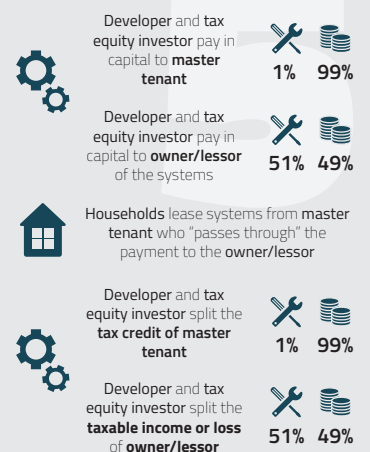 Developer and tax
equity investor pay in
capital to master
tenant
1% 99%
Developer and tax
equity investor pay in
capital to owner/lessor
of the systems
51% 49%
Households lease systems from master
tenant who "passes through" the
payment to the owner/lessor
Developer and tax
equity investor split the
tax credit of master
tenant
1% 99%
Developer and tax
equity investor split the
taxable income or loss
of owner/lessor
51% 49%
5